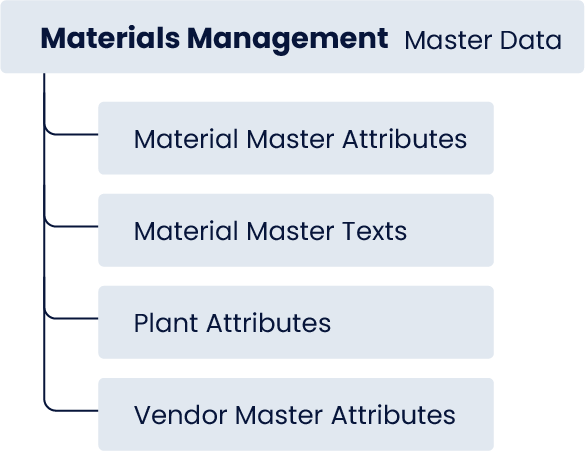 Materials Management Master Data
Material Master Attributes
Material Master Texts
Plant Attributes
Vendor Master Attributes